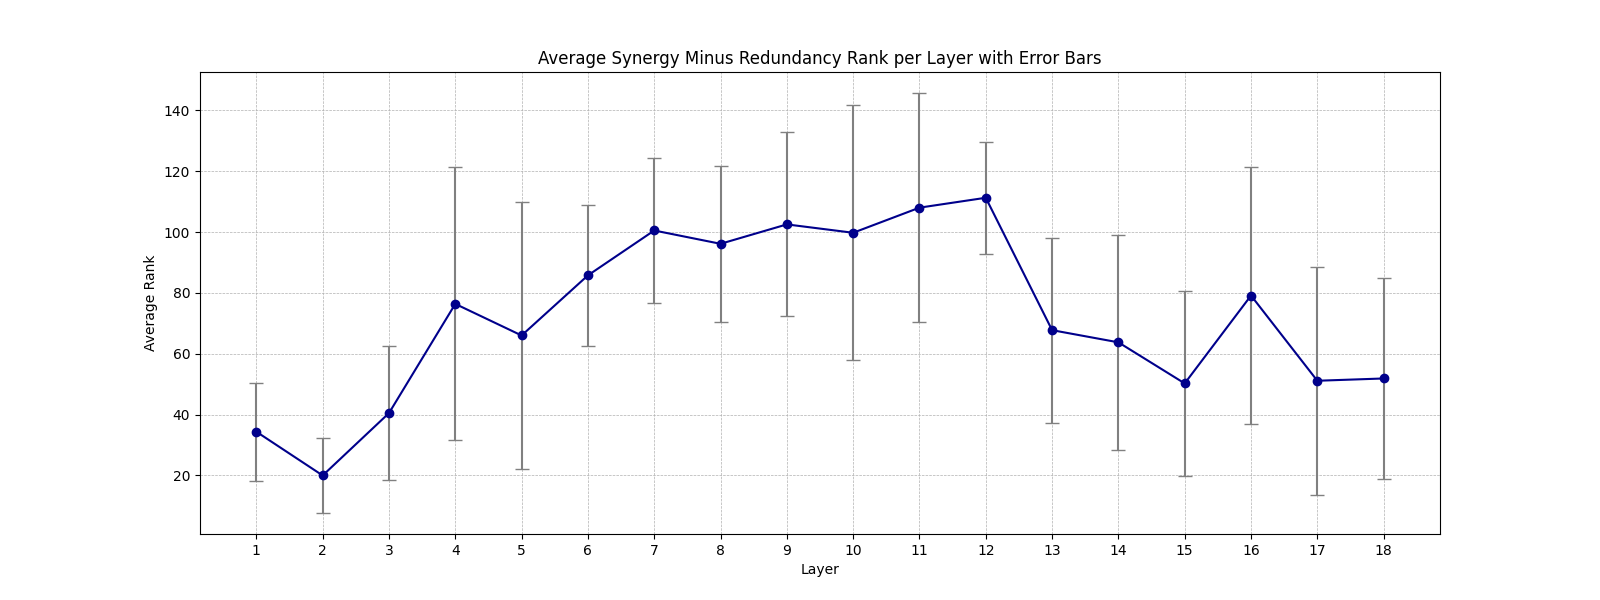 Average Synergy Minus Redundancy Rank per Layer with Error Bars
140
120
100
80
60
40
20
Average Rank
1 2 3 4 5 6 7 8 9 10 11 12 13 14 15 16 17 18
Layer